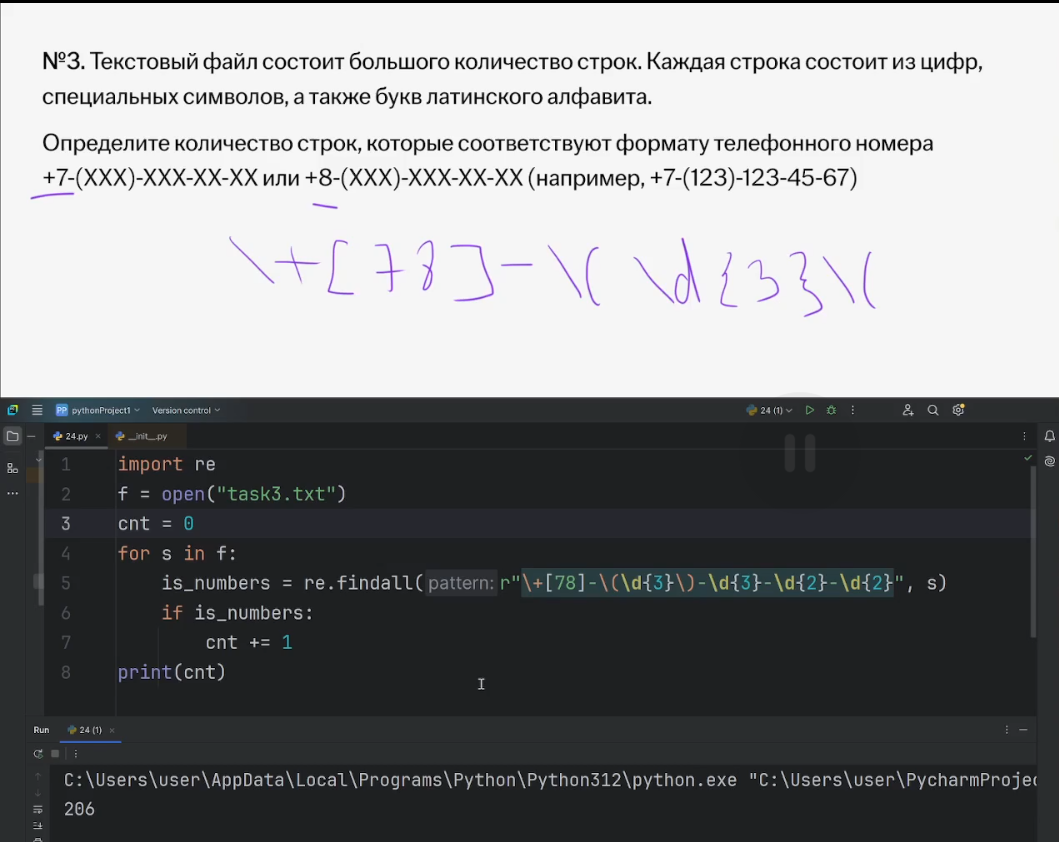 №3. Текстовый файл состоит большого количество строк. Каждая строка состоит из цифр,
специальных символов, а также букв латинского алфавита.
Определите количество строк, которые соответствуют формату телефонного номера
+7-(XXX)-XXX-XX-XX или +8-(XXX)-XXX-XX-XX (например, +7-(123)-123-45-67)
\+[78]-\( \d{3}\(
PP pythonProject1 Version control 24 (1)
24.py × __init__.py
1 import re
2 f = open("task3.txt")
3 cnt = 0
4 for s in f:
5 is_numbers = re.findall( pattern: r"\+[78]-\(\d{3}\)-\d{3}-\d{2}-\d{2}", s)
6 if is_numbers:
7 cnt += 1
8 print(cnt)
Run 24 (1) ×
C:\Users\user\AppData\Local\Programs\Python\Python312\python.exe "C:\Users\user\PycharmProje
206